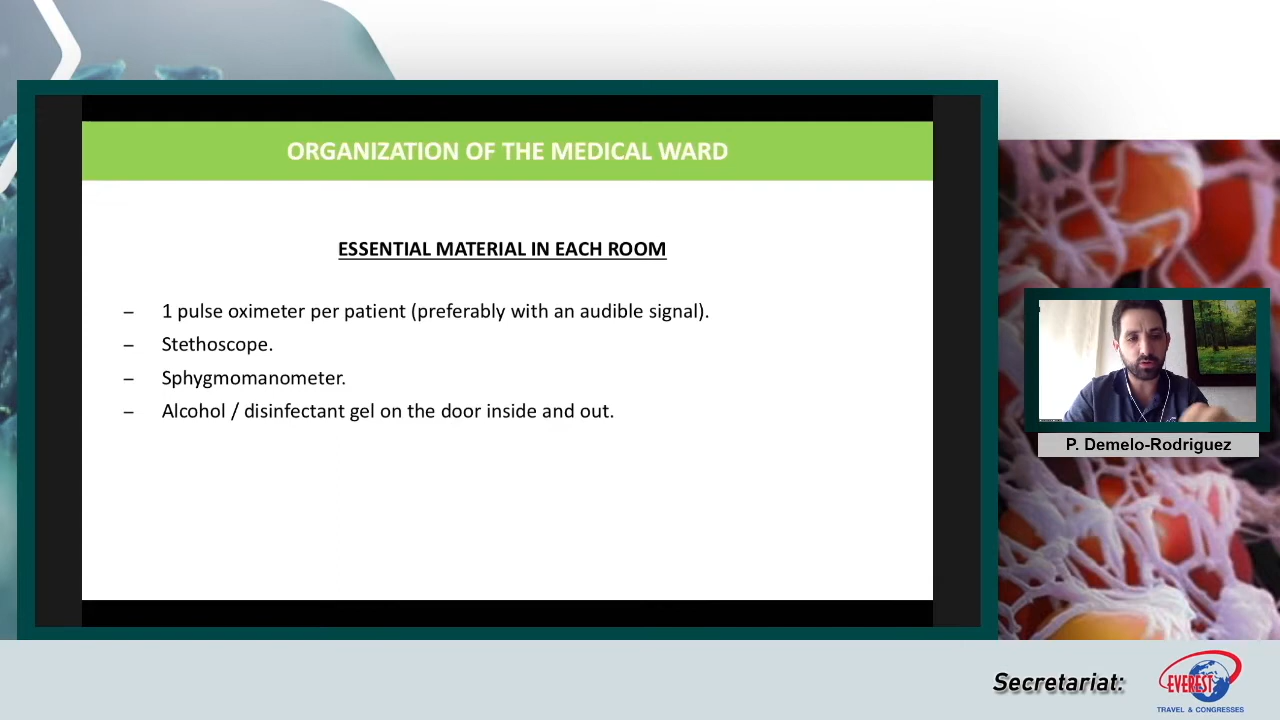 ORGANIZATION OF THE MEDICAL WARD
ESSENTIAL MATERIAL IN EACH ROOM
– 1 pulse oximeter per patient (preferably with an audible signal).
– Stethoscope.
– Sphygmomanometer.
– Alcohol / disinfectant gel on the door inside and out.
P. Demelo-Rodriguez
Secretariat:
EVEREST
TRAVEL & CONGRESSES